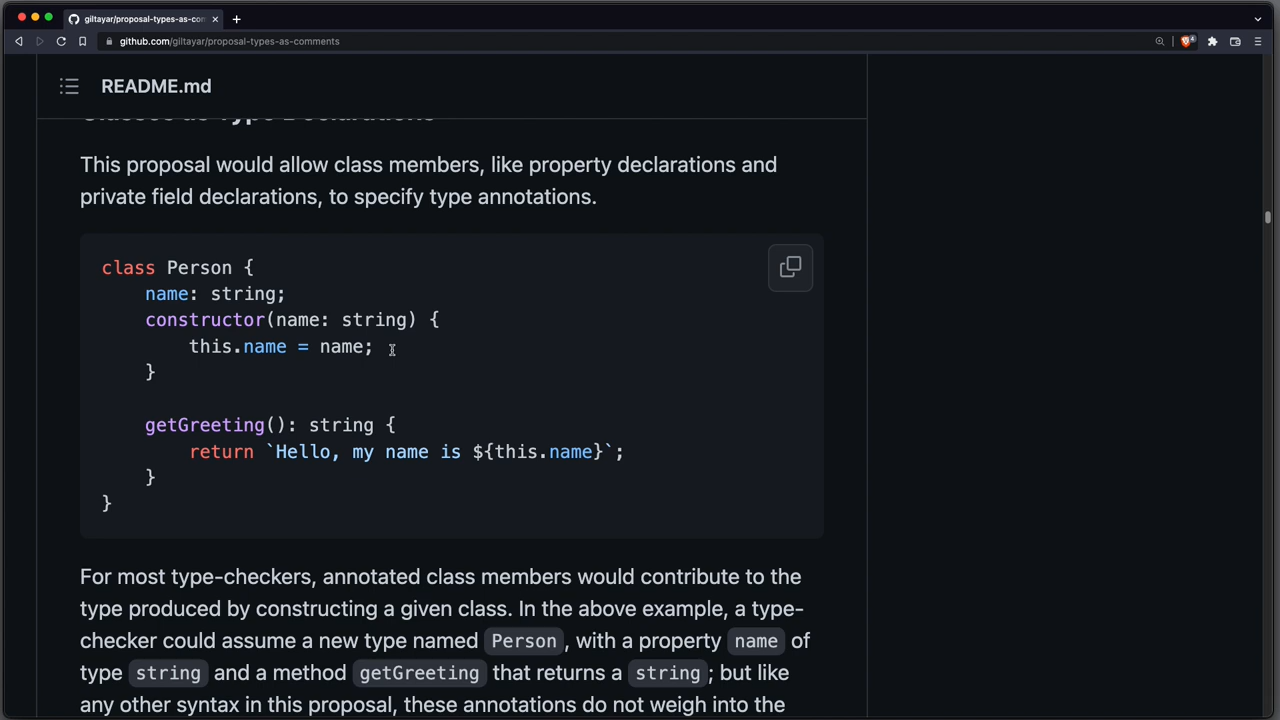 giltayar/proposal-types-as-com
github.com/giltayar/proposal-types-as-comments
4
README.md
Classes as Type Declarations
This proposal would allow class members, like property declarations and
private field declarations, to specify type annotations.
class Person {
    name: string;
    constructor(name: string) {
        this.name = name;
    }
    getGreeting(): string {
        return `Hello, my name is ${this.name}`;
    }
}
For most type-checkers, annotated class members would contribute to the
type produced by constructing a given class. In the above example, a type-
checker could assume a new type named Person, with a property name of
type string and a method getGreeting that returns a string; but like
any other syntax in this proposal, these annotations do not weigh into the